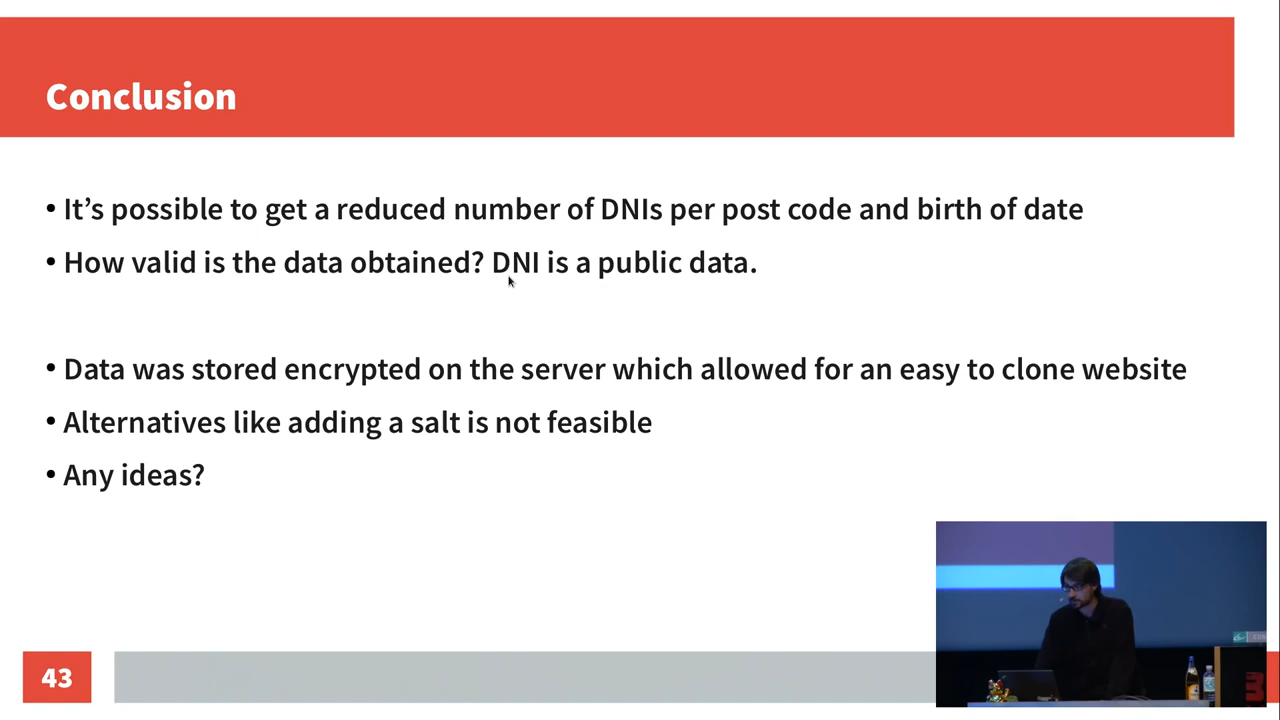 Conclusion
• It’s possible to get a reduced number of DNIs per post code and birth of date
• How valid is the data obtained? DNI is a public data.
• Data was stored encrypted on the server which allowed for an easy to clone website
• Alternatives like adding a salt is not feasible
• Any ideas?
43